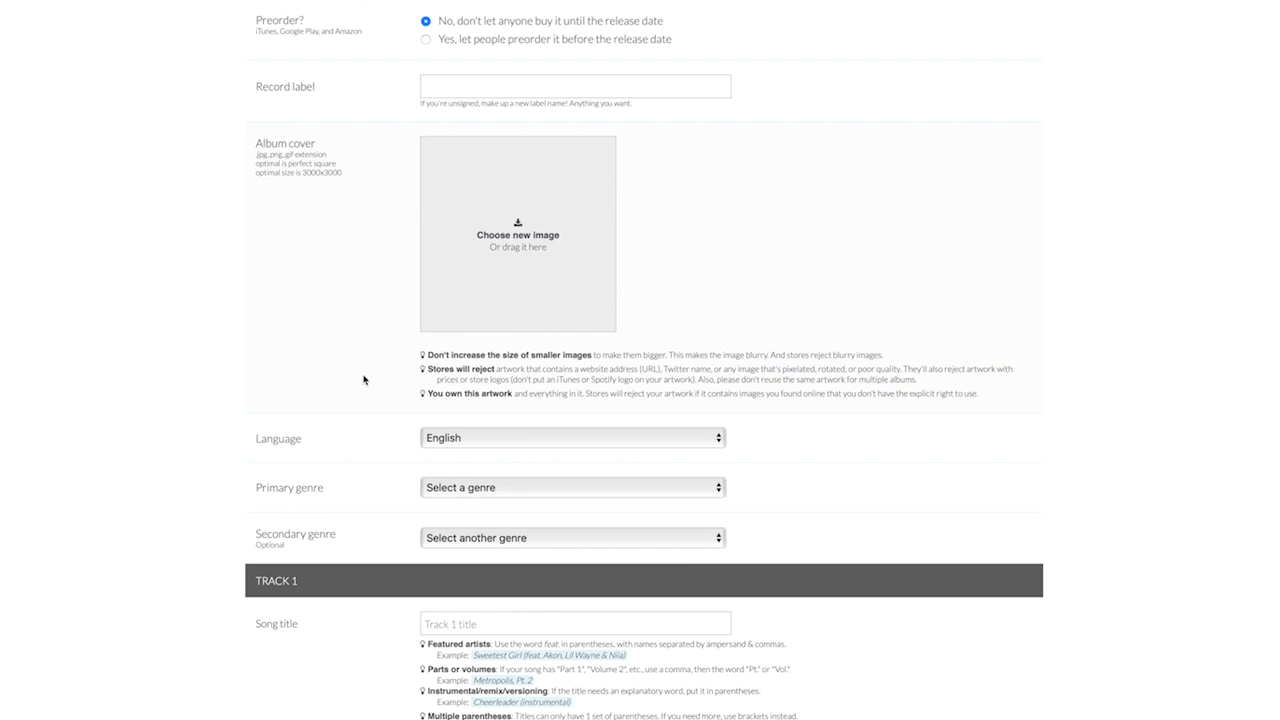 Preorder?
iTunes, Google Play, and Amazon
No, don't let anyone buy it until the release date
Yes, let people preorder it before the release date
Record label
If you're unsigned, make up a new label name! Anything you want.
Album cover
.jpg,.png,.gif extension
optimal is perfect square
optimal size is 3000x3000
Choose new image
Or drag it here
Don't increase the size of smaller images to make them bigger. This makes the image blurry. And stores reject blurry images.
Stores will reject artwork that contains a website address (URL), Twitter name, or any image that's pixelated, rotated, or poor quality. They'll also reject artwork with
prices or store logos (don't put an iTunes or Spotify logo on your artwork). Also, please don't reuse the same artwork for multiple albums.
You own this artwork and everything in it. Stores will reject your artwork if it contains images you found online that you don't have the explicit right to use.
Language
English
Primary genre
Select a genre
Secondary genre
Optional
Select another genre
TRACK 1
Song title
Track 1 title
Featured artists: Use the word feat. in parentheses, with names separated by ampersand & commas.
Example: Sweetest Girl (feat. Akon, Lil Wayne & Niia)
Parts or volumes: If your song has "Part 1", "Volume 2", etc., use a comma, then the word "Pt." or "Vol."
Example: Metropolis, Pt. 2
Instrumental/remix/versioning: If the title needs an explanatory word, put it in parentheses.
Example: Cheerleader (instrumental)
Multiple parentheses: Titles can only have 1 set of parentheses. If you need more, use brackets instead.